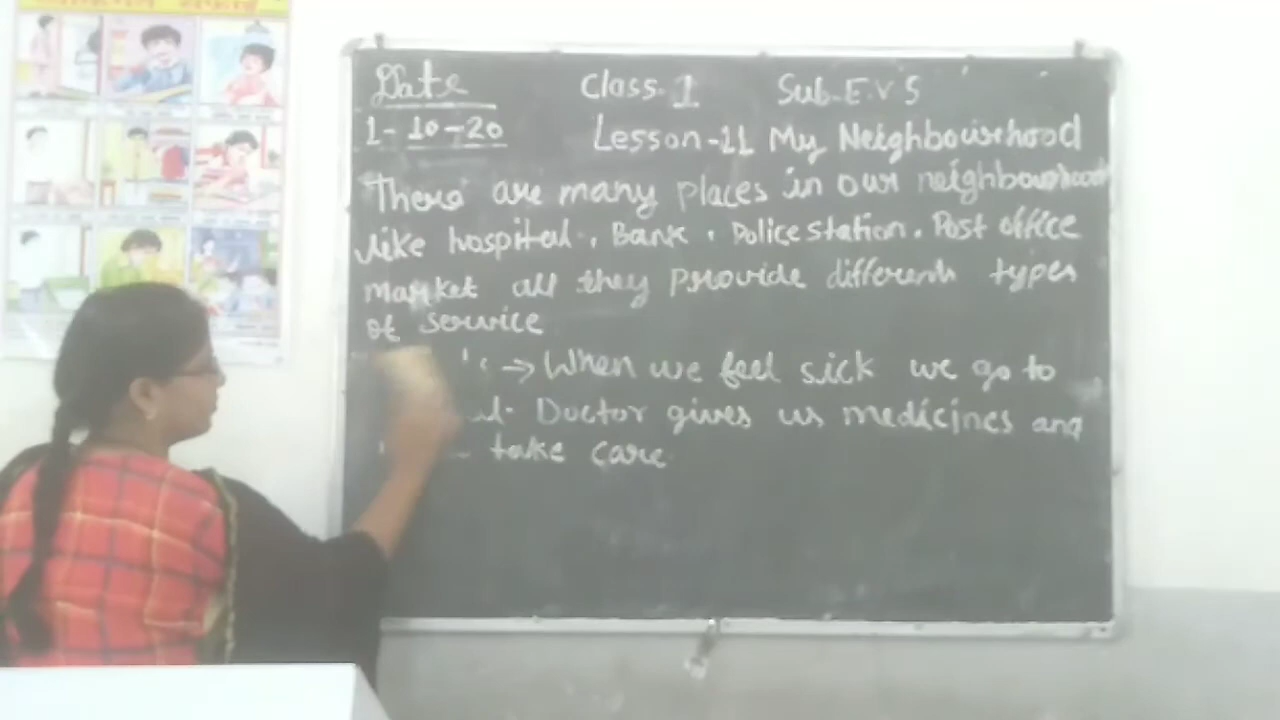 Date Class-1 Sub-E.V.S
1-10-20 Lesson-11 My Neighbourhood
There are many places in our neighbourhood
like hospital, Bank, Police station, Post office
market all they provide different types
of service
→ When we feel sick we go to
Doctor gives us medicines and
take care